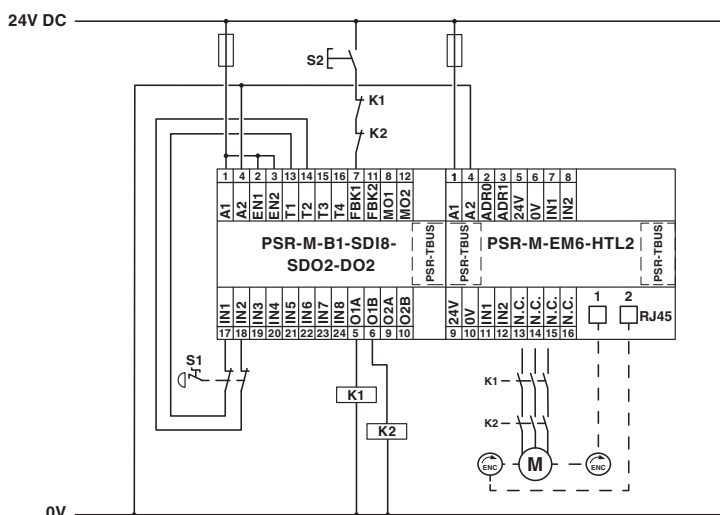 24V DC
S2
K1
K2
1 4 2 3 13 14 15 16 7 11 8 12
A1 A2 EN1 EN2 T1 T2 T3 T4 FBK1 FBK2 MO1 MO2
1 4 2 3 5 6 7 8
A1 A2 ADR0 ADR1 24V 0V IN1 IN2
PSR-M-B1-SDI8-
SDO2-DO2
PSR-TBUS
PSR-TBUS
PSR-M-EM6-HTL2
PSR-TBUS
IN1 IN2 IN3 IN4 IN5 IN6 IN7 IN8 O1A O1B O2A O2B
17 18 19 20 21 22 23 24 5 6 9 10
24V 0V IN1 IN2 N.C. N.C. N.C. N.C.
9 10 11 12 13 14 15 16
1 2
RJ45
S1
K1
K2
K1
K2
ENC
M
ENC
0V